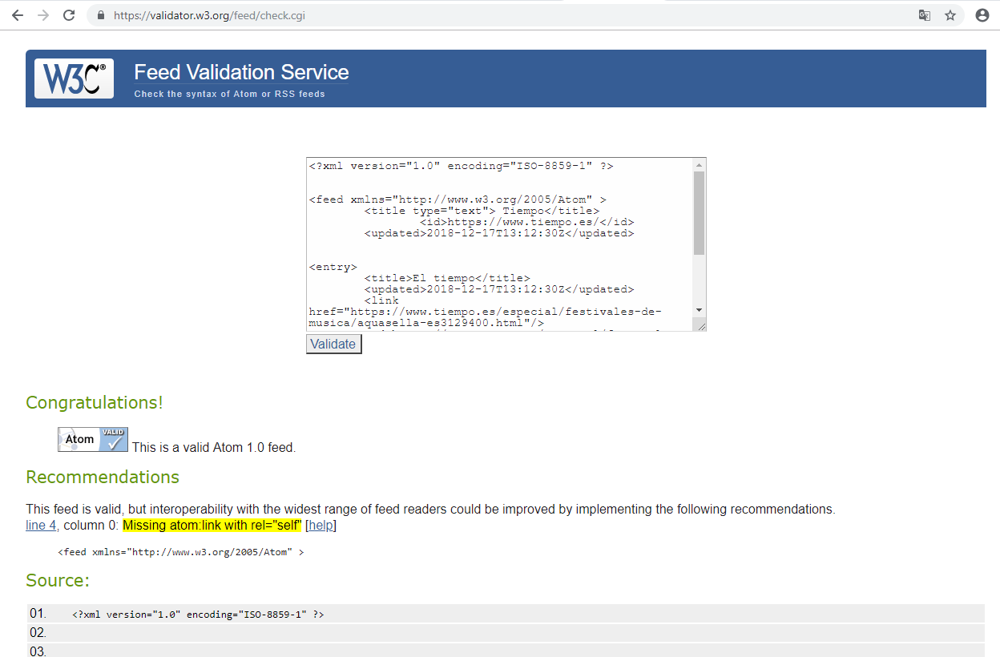 https://validator.w3.org/feed/check.cgi
W3C®
Feed Validation Service
Check the syntax of Atom or RSS feeds
<?xml version="1.0" encoding="ISO-8859-1" ?>
<feed xmlns="http://www.w3.org/2005/Atom" >
<title type="text"> Tiempo</title>
<id>https://www.tiempo.es/</id>
<updated>2018-12-17T13:12:30Z</updated>
<entry>
<title>El tiempo</title>
<updated>2018-12-17T13:12:30Z</updated>
<link
href="https://www.tiempo.es/especial/festivales-de-
musica/aquasella-es3129400.html"/>
Validate
Congratulations!
Atom VALID This is a valid Atom 1.0 feed.
Recommendations
This feed is valid, but interoperability with the widest range of feed readers could be improved by implementing the following recommendations.
line 4, column 0: Missing atom:link with rel="self" [help]
<feed xmlns="http://www.w3.org/2005/Atom" >
Source:
01. <?xml version="1.0" encoding="ISO-8859-1" ?>
02.
03.